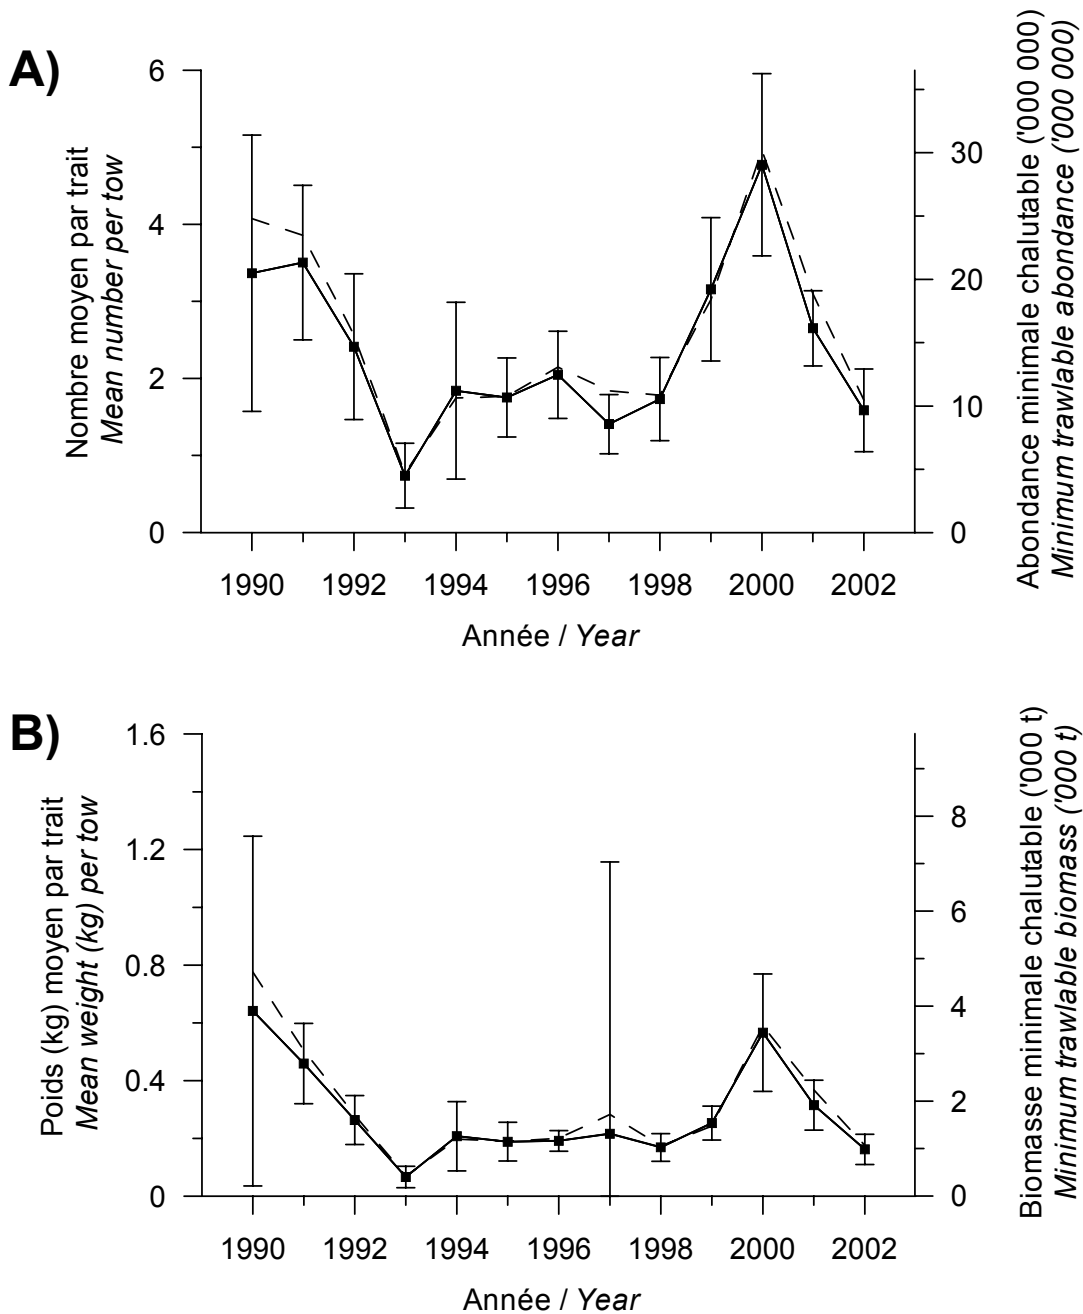 A)
Nombre moyen par trait
Mean number per tow
6
4
2
0
30
20
10
0
Abondance minimale chalutable ('000 000)
Minimum trawlable abondance ('000 000)
1990 1992 1994 1996 1998 2000 2002
Année / Year
B)
Poids (kg) moyen par trait
Mean weight (kg) per tow
1.6
1.2
0.8
0.4
0
8
6
4
2
0
Biomasse minimale chalutable ('000 t)
Minimum trawlable biomass ('000 t)
1990 1992 1994 1996 1998 2000 2002
Année / Year